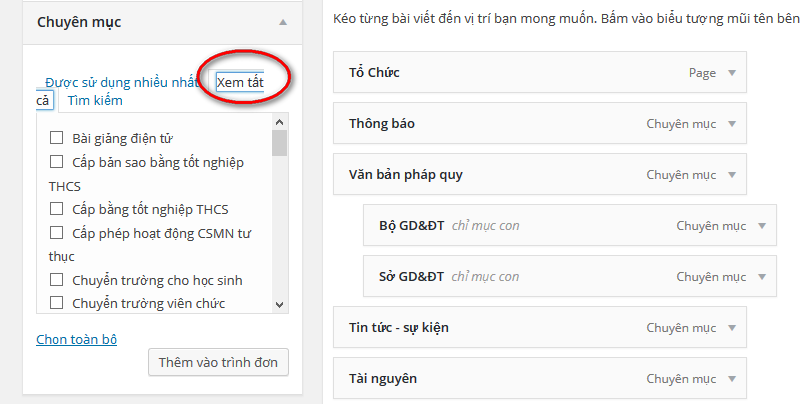 Chuyên mục
Được sử dụng nhiều nhất Xem tất
cả Tìm kiếm
Bài giảng điện tử
Cấp bản sao bằng tốt nghiệp
THCS
Cấp bằng tốt nghiệp THCS
Cấp phép hoạt động CSMN tư
thục
Chuyển trường cho học sinh
Chuyển trường viên chức
Chọn toàn bộ
Thêm vào trình đơn
Kéo từng bài viết đến vị trí bạn mong muốn. Bấm vào biểu tượng mũi tên bên
Tổ Chức Page
Thông báo Chuyên mục
Văn bản pháp quy Chuyên mục
Bộ GD&ĐT chỉ mục con Chuyên mục
Sở GD&ĐT chỉ mục con Chuyên mục
Tin tức - sự kiện Chuyên mục
Tài nguyên Chuyên mục